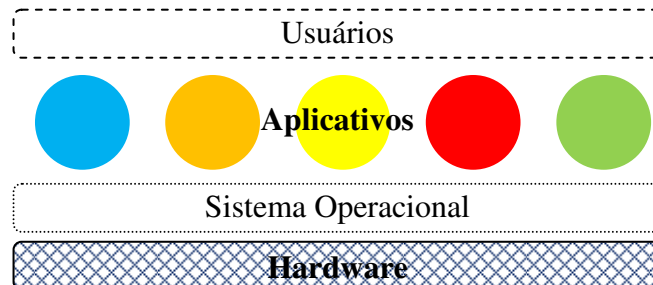 Usuários
Aplicativos
Sistema Operacional
Hardware